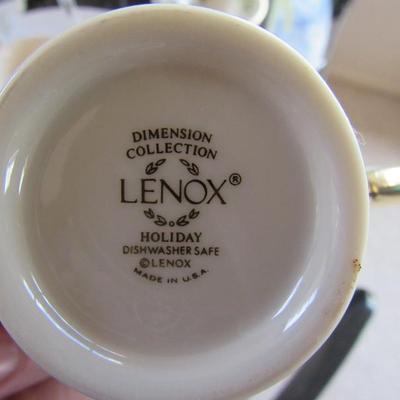 DIMENSION
COLLECTION
LENOX®
HOLIDAY
DISHWASHER SAFE
©LENOX
MADE IN U.S.A.